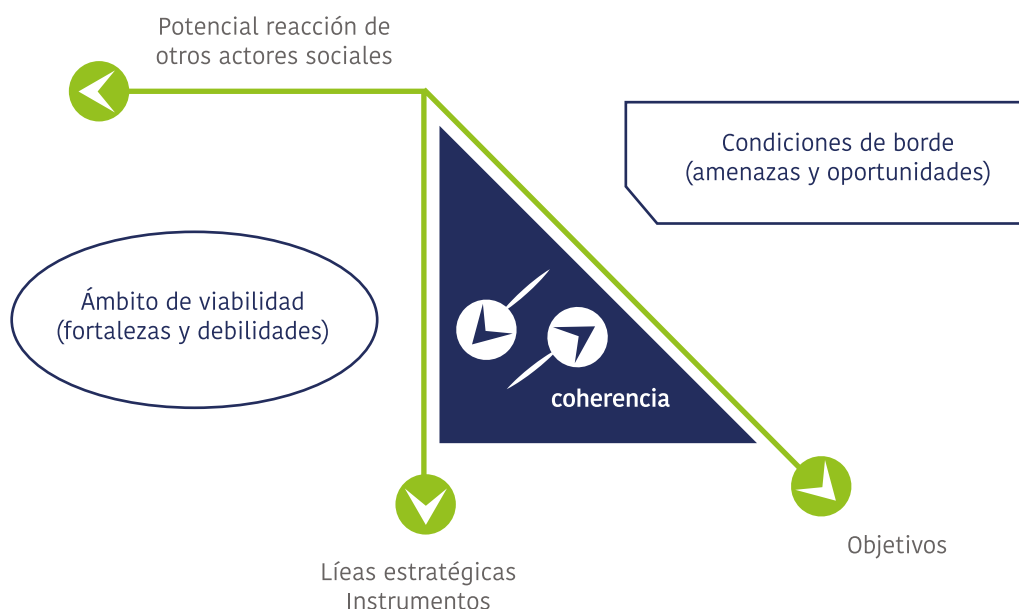 Potencial reacción de
otros actores sociales
Condiciones de borde
(amenazas y oportunidades)
Ámbito de viabilidad
(fortalezas y debilidades)
coherencia
Objetivos
Líeas estratégicas
Instrumentos